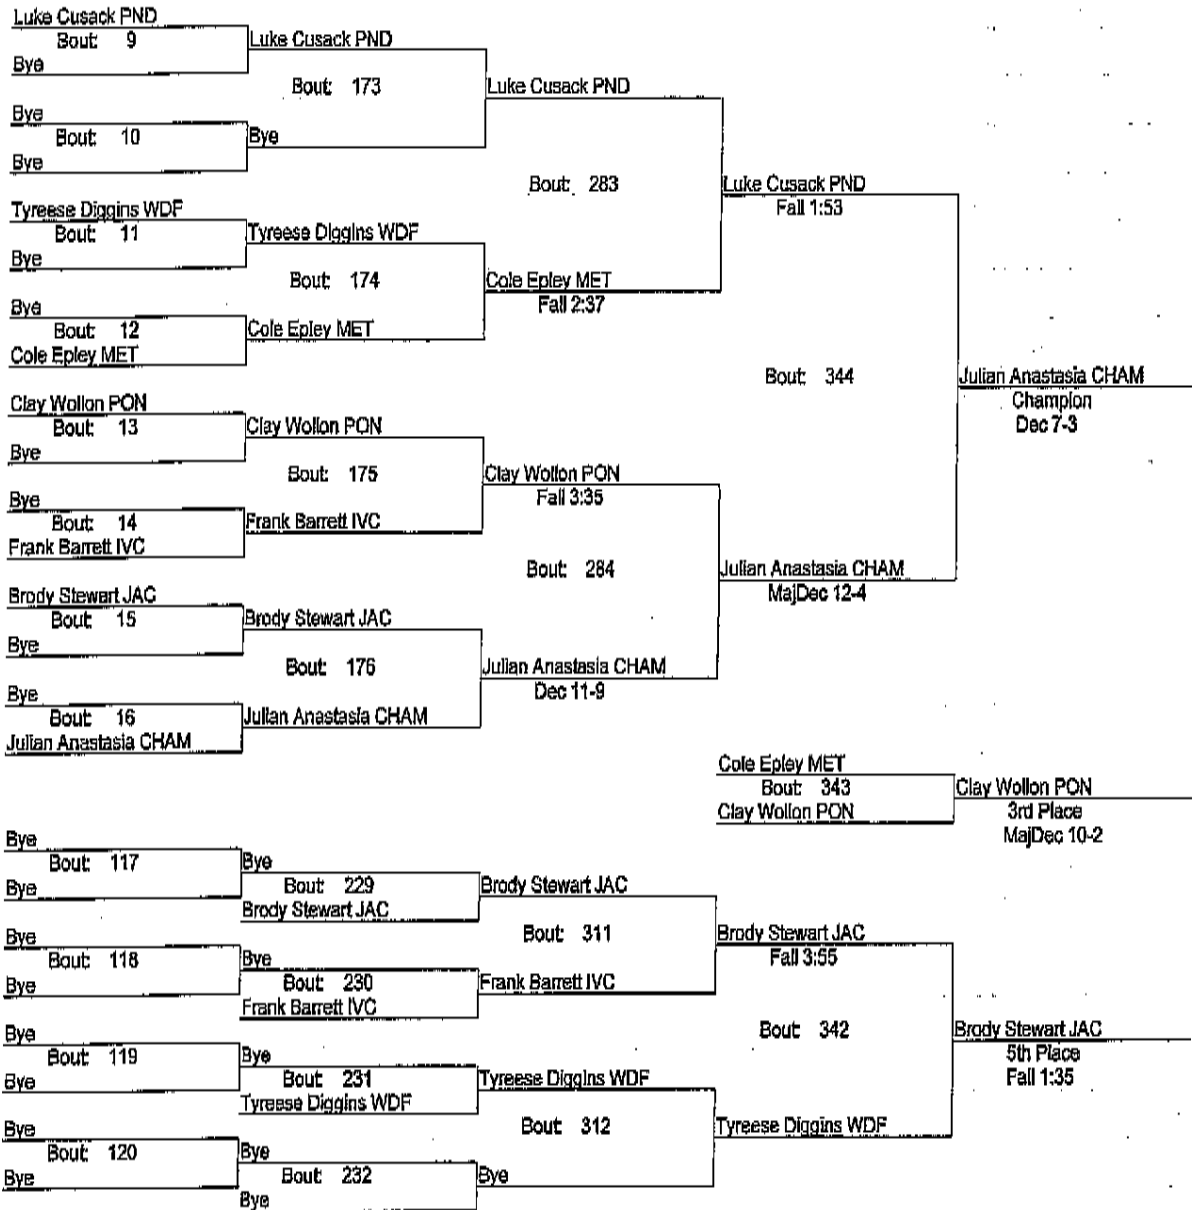 Luke Cusack PND
Bout: 9
Bye
Luke Cusack PND
Bout: 173
Bye
Bout: 10
Bye
Bye
Luke Cusack PND
Bout: 283
Tyreese Diggins WDF
Bout: 11
Bye
Tyreese Diggins WDF
Bout: 174
Bye
Bout: 12
Cole Epley MET
Cole Epley MET
Cole Epley MET
Fall 2:37
Luke Cusack PND
Fall 1:53
Bout: 344
Clay Wollon PON
Bout: 13
Bye
Clay Wollon PON
Bout: 175
Bye
Bout: 14
Frank Barrett IVC
Frank Barrett IVC
Clay Wollon PON
Fall 3:35
Bout: 284
Brody Stewart JAC
Bout: 15
Bye
Brody Stewart JAC
Bout: 176
Bye
Bout: 16
Julian Anastasia CHAM
Julian Anastasia CHAM
Julian Anastasia CHAM
Dec 11-9
Julian Anastasia CHAM
MajDec 12-4
Julian Anastasia CHAM
Champion
Dec 7-3
Cole Epley MET
Bout: 343
Clay Wollon PON
Clay Wollon PON
3rd Place
MajDec 10-2
Bye
Bout: 117
Bye
Bye
Bout: 229
Brody Stewart JAC
Brody Stewart JAC
Bout: 311
Bye
Bout: 118
Bye
Bye
Bout: 230
Frank Barrett IVC
Frank Barrett IVC
Brody Stewart JAC
Fall 3:55
Bout: 342
Bye
Bout: 119
Bye
Bye
Bout: 231
Tyreese Diggins WDF
Tyreese Diggins WDF
Bout: 312
Bye
Bout: 120
Bye
Bye
Bout: 232
Bye
Bye
Tyreese Diggins WDF
Brody Stewart JAC
5th Place
Fall 1:35